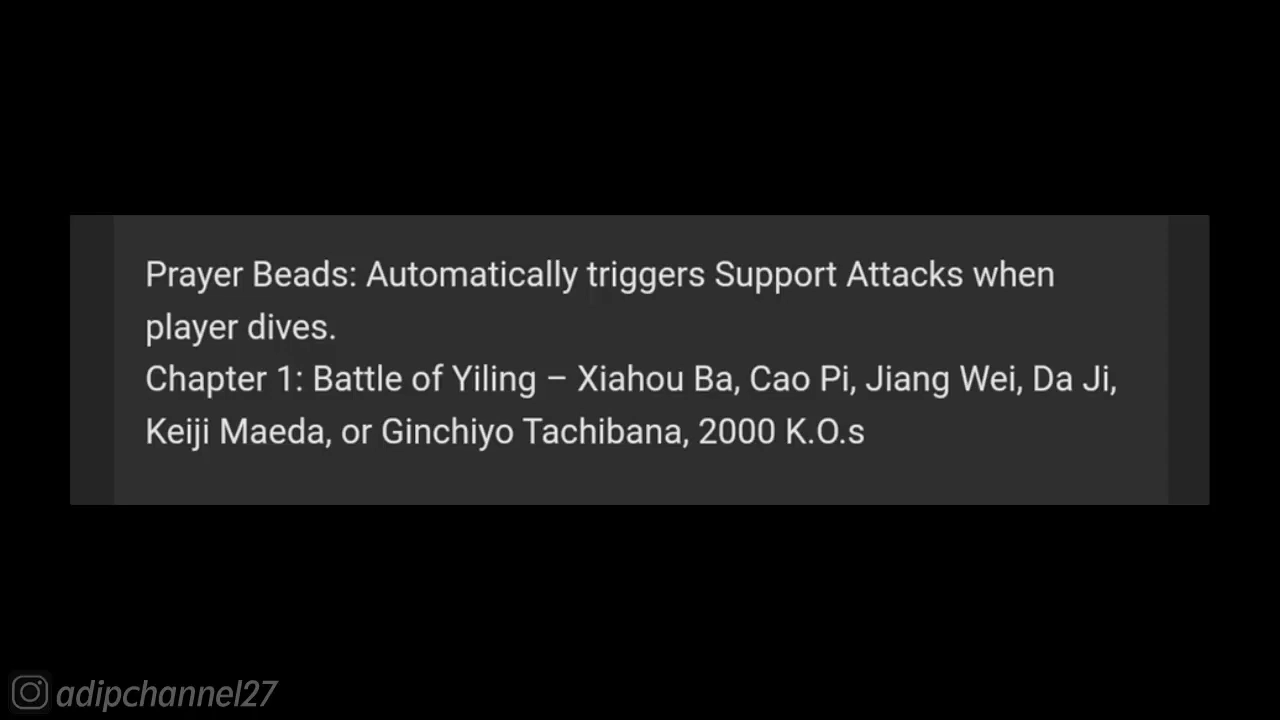 Prayer Beads: Automatically triggers Support Attacks when
player dives.
Chapter 1: Battle of Yiling – Xiahou Ba, Cao Pi, Jiang Wei, Da Ji,
Keiji Maeda, or Ginchiyo Tachibana, 2000 K.O.s
adipchannel27